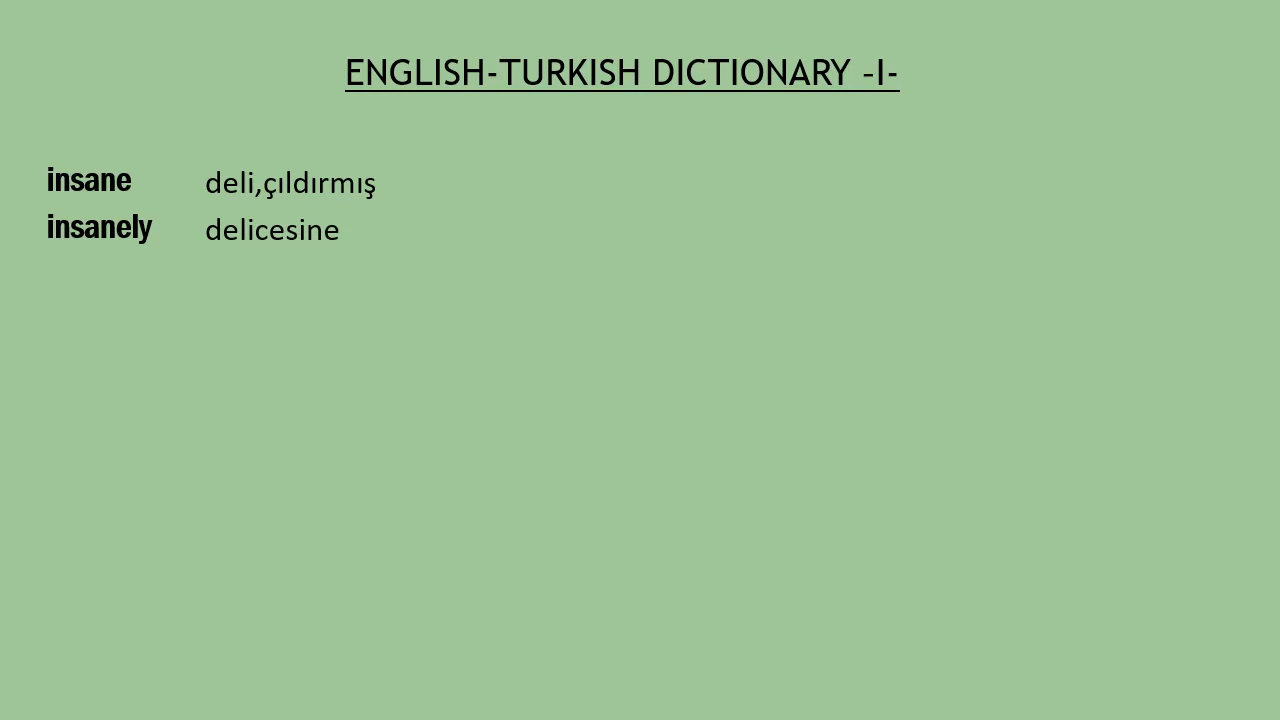 ENGLISH-TURKISH DICTIONARY –I-
insane deli,çıldırmış
insanely delicesine